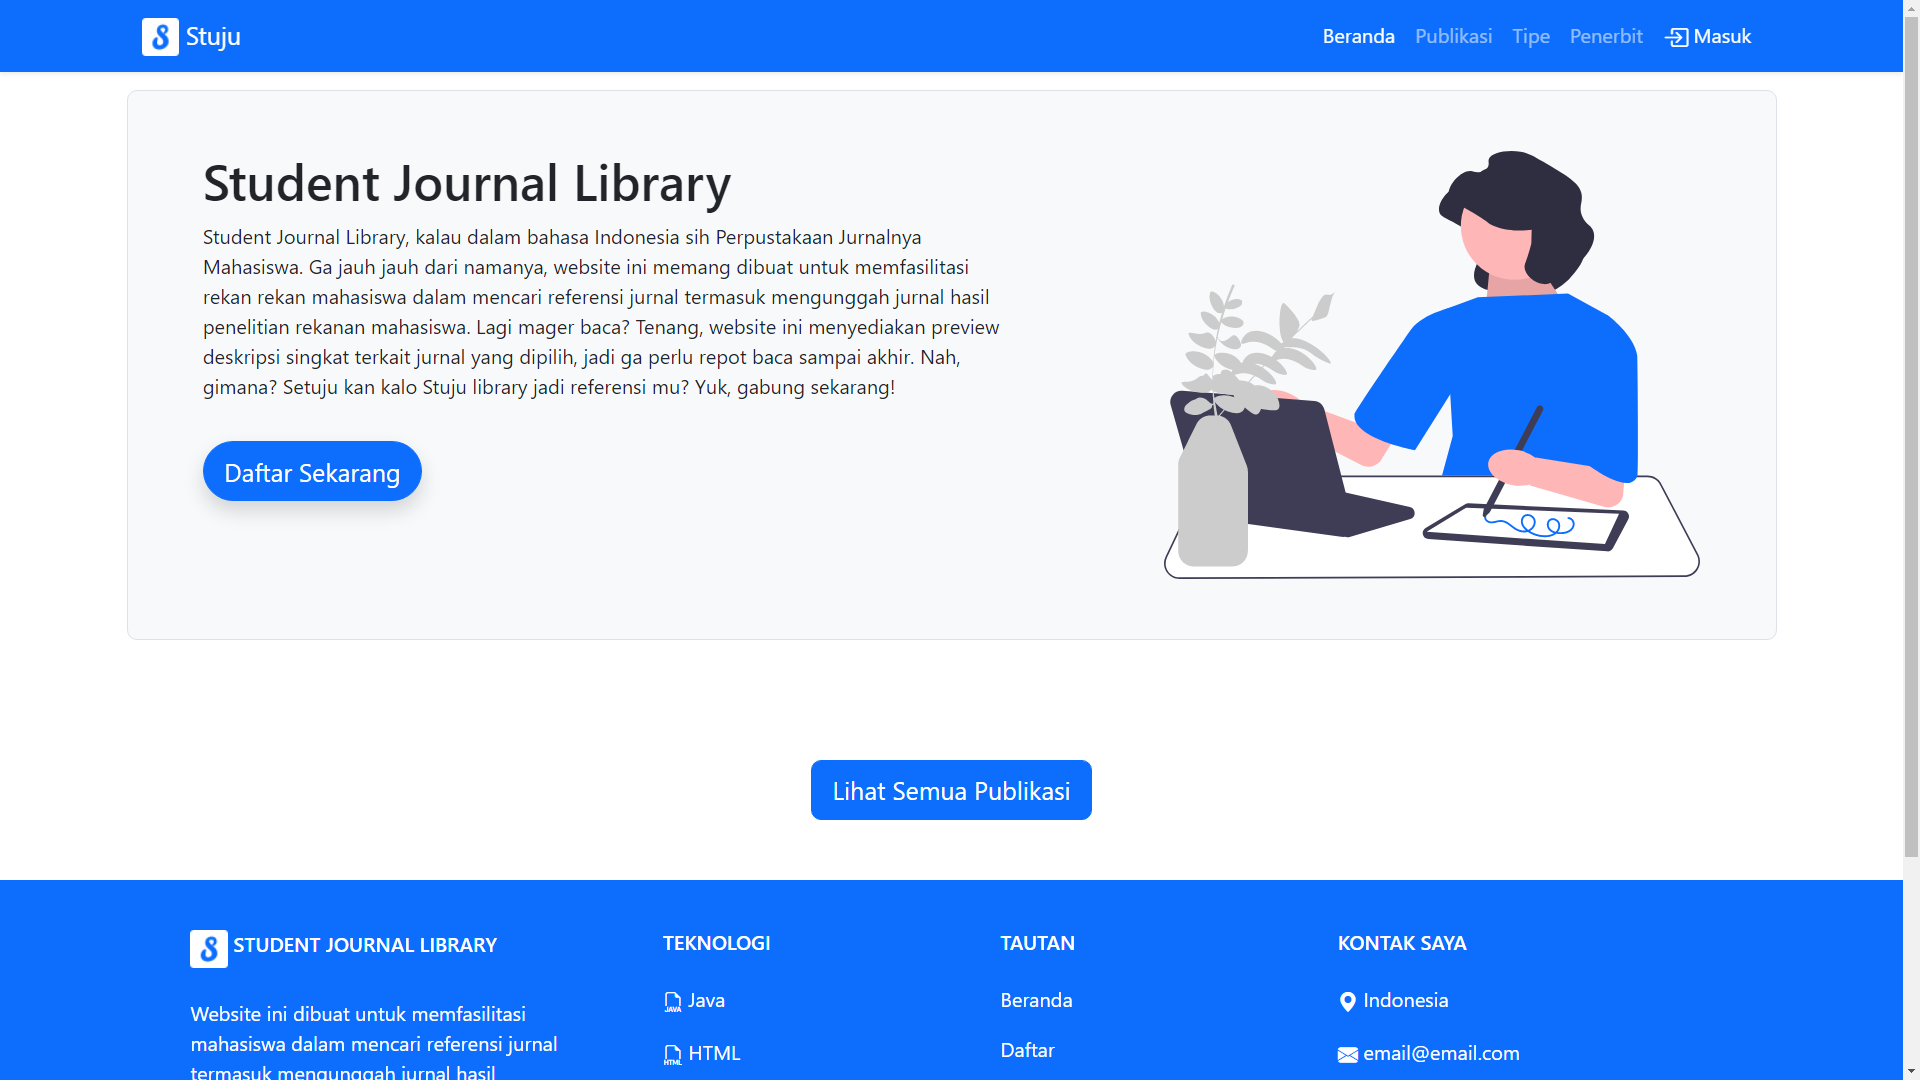 Stuju
Beranda Publikasi Tipe Penerbit Masuk
Student Journal Library
Student Journal Library, kalau dalam bahasa Indonesia sih Perpustakaan Jurnalnya
Mahasiswa. Ga jauh jauh dari namanya, website ini memang dibuat untuk memfasilitasi
rekan rekan mahasiswa dalam mencari referensi jurnal termasuk mengunggah jurnal hasil
penelitian rekanan mahasiswa. Lagi mager baca? Tenang, website ini menyediakan preview
deskripsi singkat terkait jurnal yang dipilih, jadi ga perlu repot baca sampai akhir. Nah,
gimana? Setuju kan kalo Stuju library jadi referensi mu? Yuk, gabung sekarang!
Daftar Sekarang
Lihat Semua Publikasi
STUDENT JOURNAL LIBRARY
Website ini dibuat untuk memfasilitasi
mahasiswa dalam mencari referensi jurnal
termasuk mengunggah jurnal hasil
TEKNOLOGI
JAVA Java
HTML HTML
TAUTAN
Beranda
Daftar
KONTAK SAYA
Indonesia
email@email.com